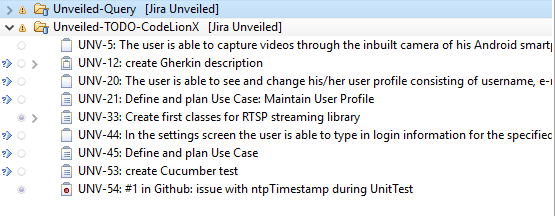 Unveiled-Query [Jira Unveiled]
Unveiled-TODO-CodeLionX [Jira Unveiled]
UNV-5: The user is able to capture videos through the inbuilt camera of his Android smartp
UNV-12: create Gherkin description
UNV-20: The user is able to see and change his/her user profile consisting of username, e-m
UNV-21: Define and plan Use Case: Maintain User Profile
UNV-33: Create first classes for RTSP streaming library
UNV-44: In the settings screen the user is able to type in login information for the specified
UNV-45: Define and plan Use Case
UNV-53: create Cucumber test
UNV-54: #1 in Github: issue with ntpTimestamp during UnitTest